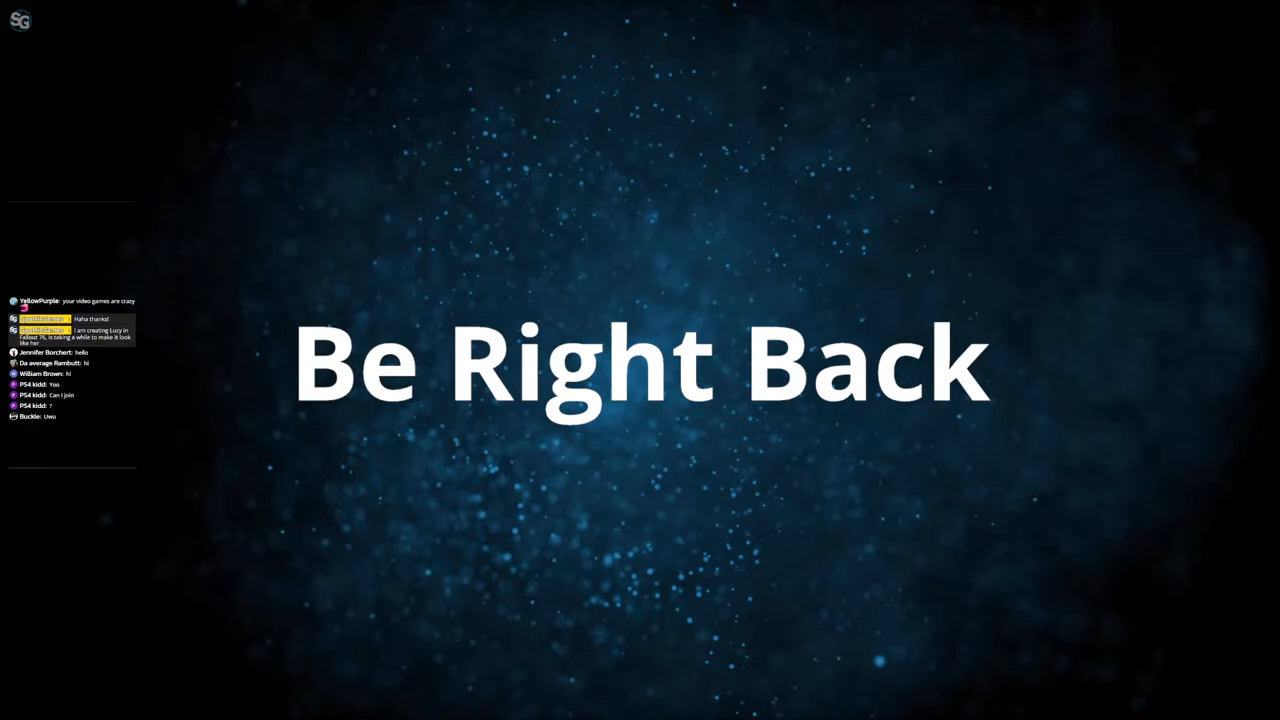 SG
YellowPurple: your video games are crazy
Haha thanks!
I am creating Lucy in
Fallout 76, is taking a while to make it look
like her
Jennifer Borchert: hello
Da average Rambutt: hi
William Brown: hi
PS4 kidd: Yoo
PS4 kidd: Can I join
PS4 kidd: ?
Buckle: Uwu
Be Right Back